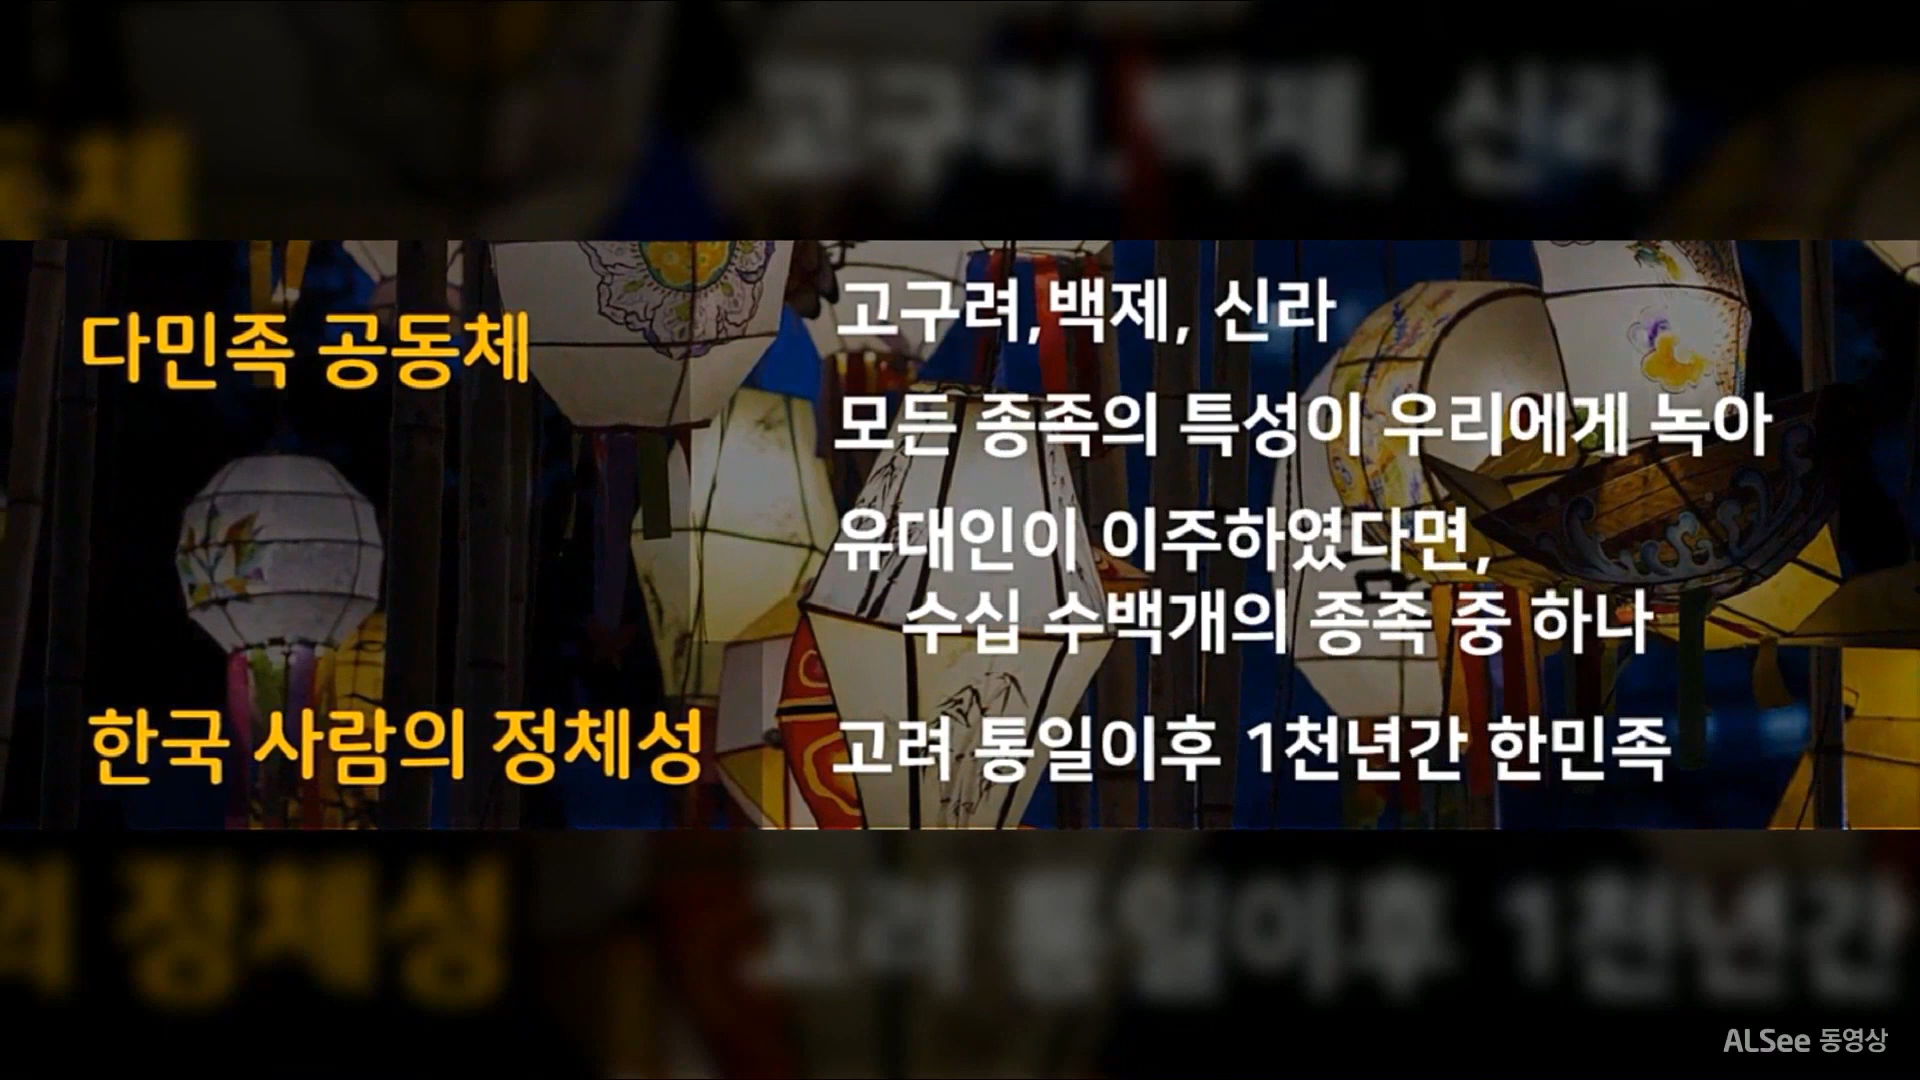 다민족 공동체
고구려,백제, 신라
모든 종족의 특성이 우리에게 녹아
유대인이 이주하였다면,
수십 수백개의 종족 중 하나
한국 사람의 정체성
고려 통일이후 1천년간 한민족
ALSee 동영상